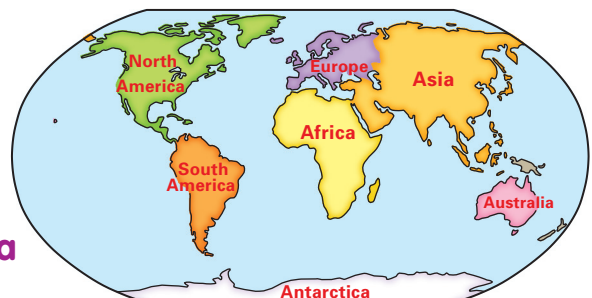 North
America
Europe
Asia
Africa
South
America
Australia
a
Antarctica